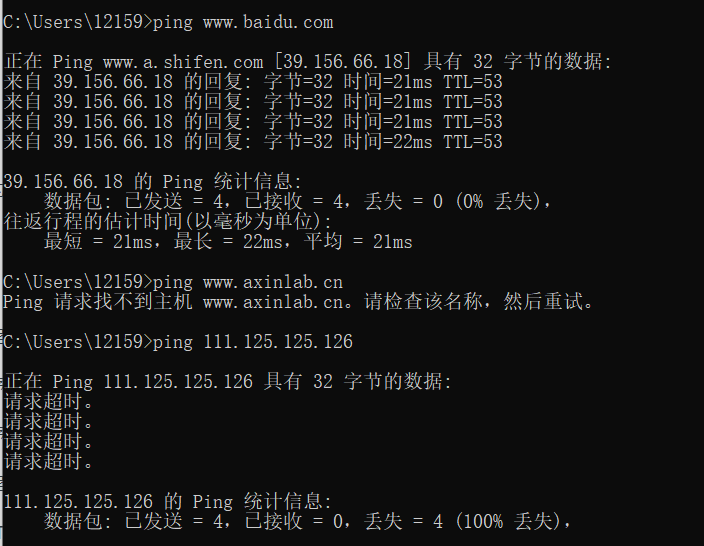 C:\Users\12159>ping www.baidu.com
正在 Ping www.a.shifen.com [39.156.66.18] 具有 32 字节的数据:
来自 39.156.66.18 的回复: 字节=32 时间=21ms TTL=53
来自 39.156.66.18 的回复: 字节=32 时间=21ms TTL=53
来自 39.156.66.18 的回复: 字节=32 时间=21ms TTL=53
来自 39.156.66.18 的回复: 字节=32 时间=22ms TTL=53
39.156.66.18 的 Ping 统计信息:
数据包: 已发送 = 4，已接收 = 4，丢失 = 0 (0% 丢失)，
往返行程的估计时间(以毫秒为单位):
最短 = 21ms，最长 = 22ms，平均 = 21ms
C:\Users\12159>ping www.axinlab.cn
Ping 请求找不到主机 www.axinlab.cn。请检查该名称，然后重试。
C:\Users\12159>ping 111.125.125.126
正在 Ping 111.125.125.126 具有 32 字节的数据:
请求超时。
请求超时。
请求超时。
请求超时。
111.125.125.126 的 Ping 统计信息:
数据包: 已发送 = 4，已接收 = 0，丢失 = 4 (100% 丢失)，